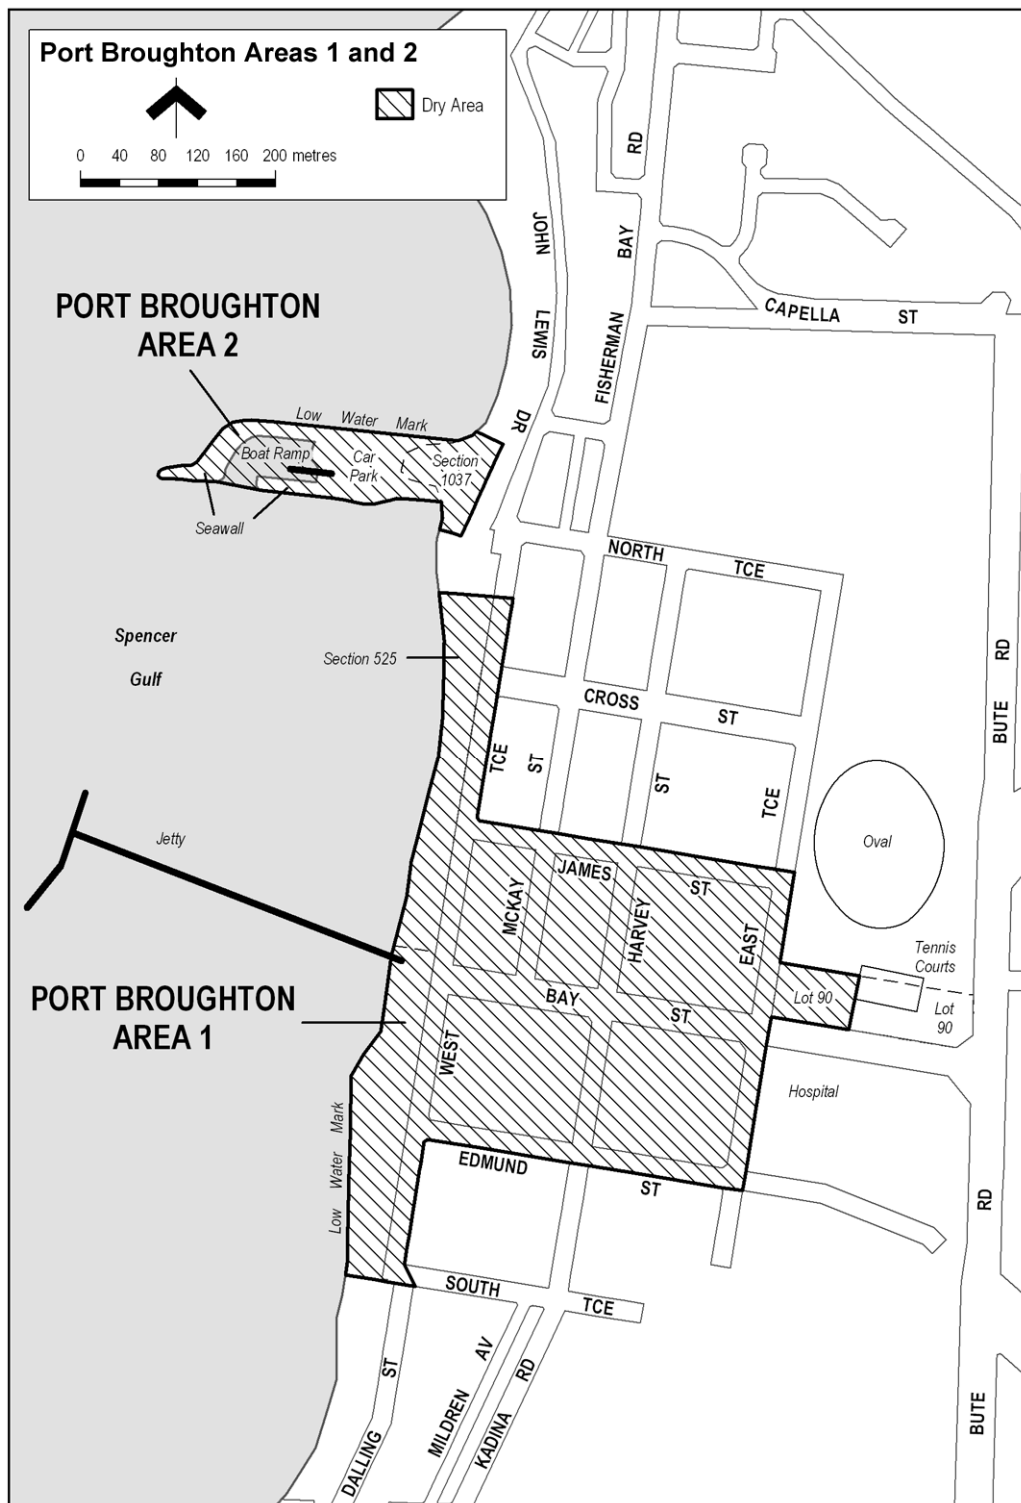 Port Broughton Areas 1 and 2
Dry Area
0 40 80 120 160 200 metres
RD
JOHN
BAY
LEWIS
FISHERMAN
DR
CAPELLA ST
PORT BROUGHTON
AREA 2
Low Water Mark
Boat Ramp
Car
Park
Section
1037
Seawall
NORTH TCE
Spencer
Gulf
Section 525
RD
BUTE
CROSS ST
TCE
ST
ST
TCE
Jetty
Oval
JAMES ST
MCKAY
HARVEY
EAST
Tennis
Courts
Lot 90
Lot
90
PORT BROUGHTON
AREA 1
BAY ST
WEST
Hospital
Low Water Mark
EDMUND ST
RD
BUTE
SOUTH TCE
ST
DALLING
AV
MILDREN
RD
KADINA